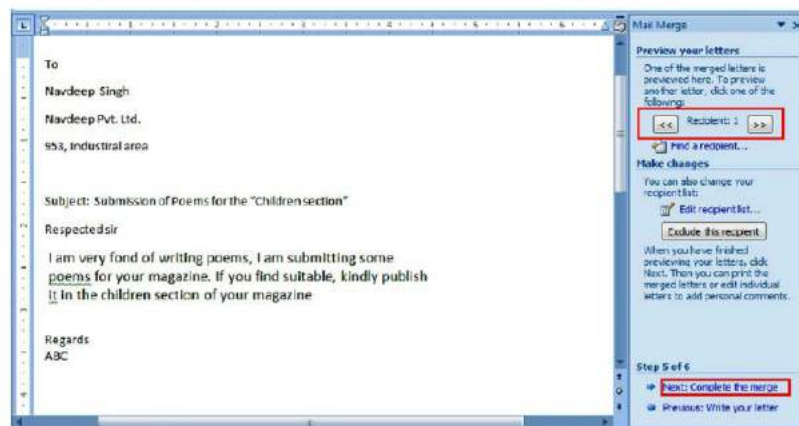 Mail Merge
To
Navdeep Singh
Navdeep Pvt. Ltd.
953, Industiral area
Subject: Submission of Poems for the "Children section"
Respected sir
I am very fond of writing poems, I am submitting some
poems for your magazine. If you find suitable, kindly publish
it in the children section of your magazine
Regards
ABC
Preview your letters
One of the merged letters is
previewed here. To preview
another letter, click one of the
following:
<< Recipient: 1 >>
Find a recipient...
Make changes
You can also change your
recipient list:
Edit recipient list...
Exclude this recipient
When you have finished
previewing your letters, click
Next. Then you can print the
merged letters or edit individual
letters to add personal comments.
Step 5 of 6
Next: Complete the merge
Previous: Write your letter